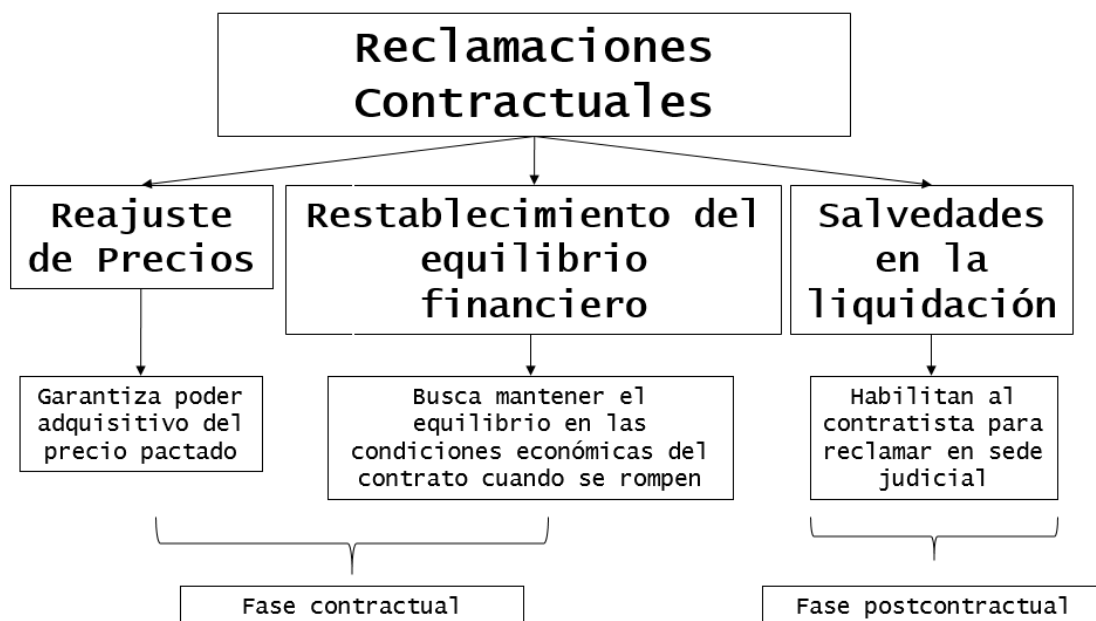 Reclamaciones
Contractuales
Reajuste
de Precios
Restablecimiento del
equilibrio
financiero
Salvedades
en la
liquidación
Garantiza poder
adquisitivo del
precio pactado
Busca mantener el
equilibrio en las
condiciones económicas del
contrato cuando se rompen
Habilitan al
contratista para
reclamar en sede
judicial
Fase contractual
Fase postcontractual